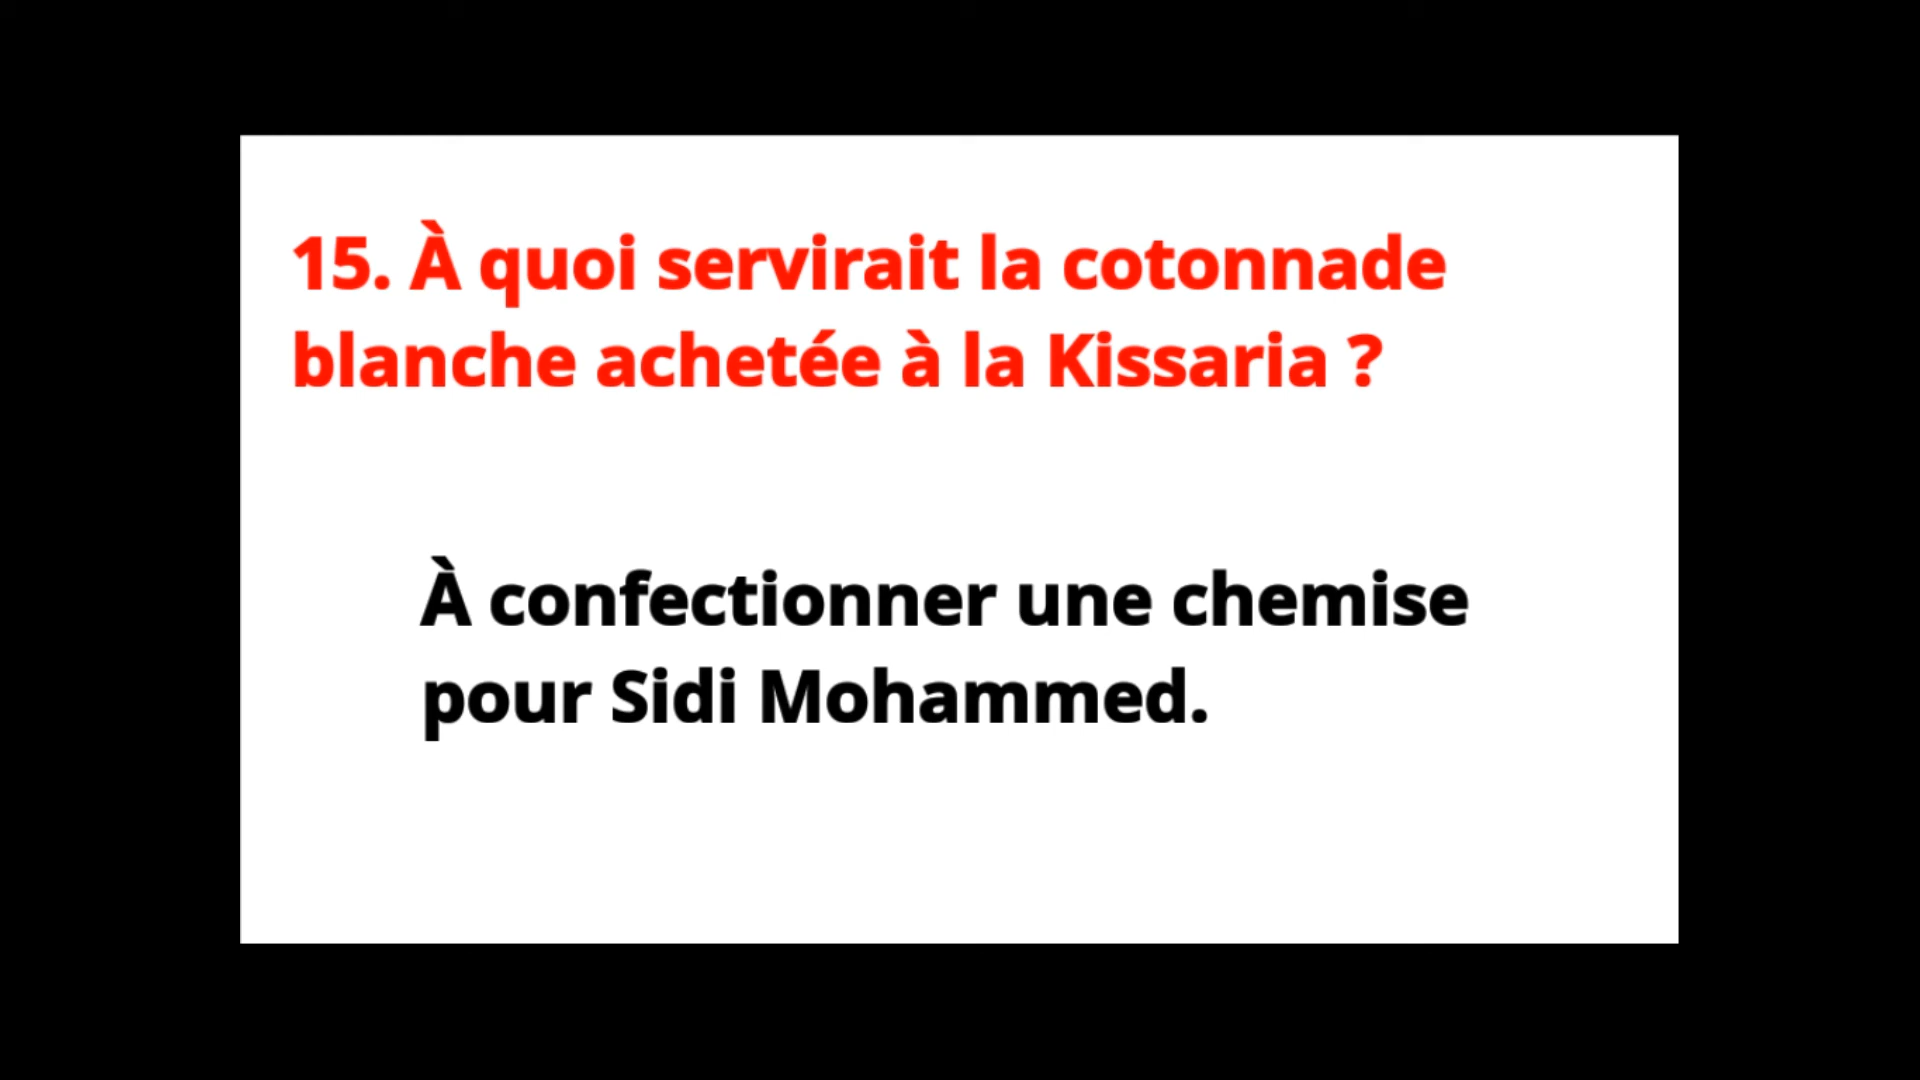 15. À quoi servirait la cotonnade
blanche achetée à la Kissaria ?
À confectionner une chemise
pour Sidi Mohammed.